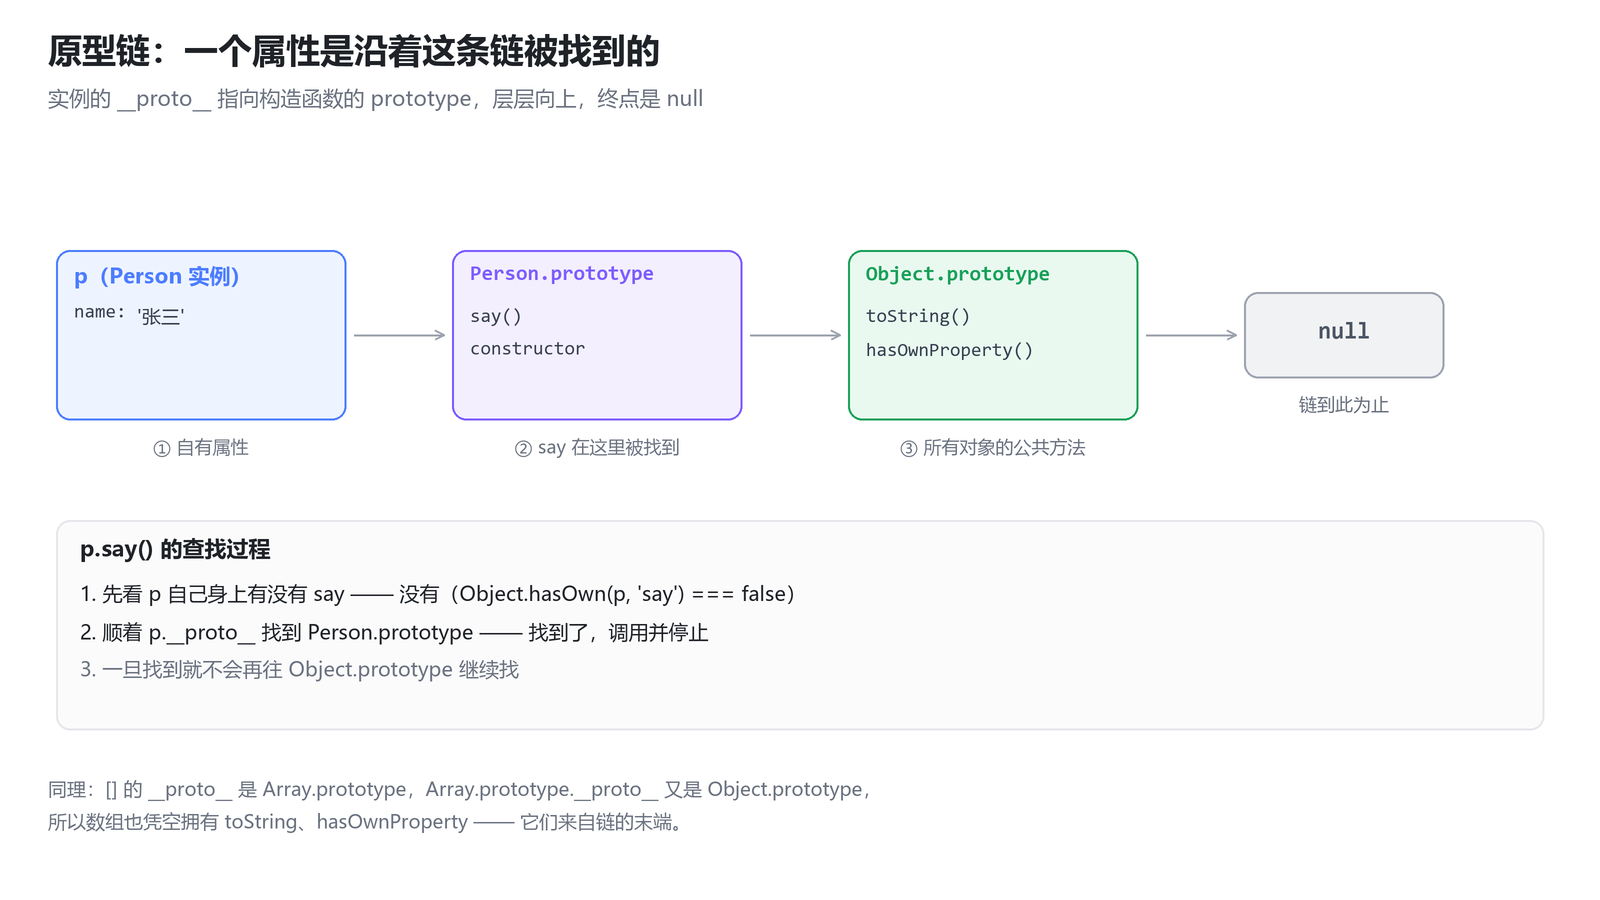 原型链：一个属性是沿着这条链被找到的
实例的 __proto__ 指向构造函数的 prototype，层层向上，终点是 null
p（Person 实例）
name: '张三'
① 自有属性
Person.prototype
say()
constructor
② say 在这里被找到
Object.prototype
toString()
hasOwnProperty()
③ 所有对象的公共方法
null
链到此为止
p.say() 的查找过程
1. 先看 p 自己身上有没有 say —— 没有（Object.hasOwn(p, 'say') === false）
2. 顺着 p.__proto__ 找到 Person.prototype —— 找到了，调用并停止
3. 一旦找到就不会再往 Object.prototype 继续找
同理：[] 的 __proto__ 是 Array.prototype，Array.prototype.__proto__ 又是 Object.prototype，
所以数组也凭空拥有 toString、hasOwnProperty —— 它们来自链的末端。